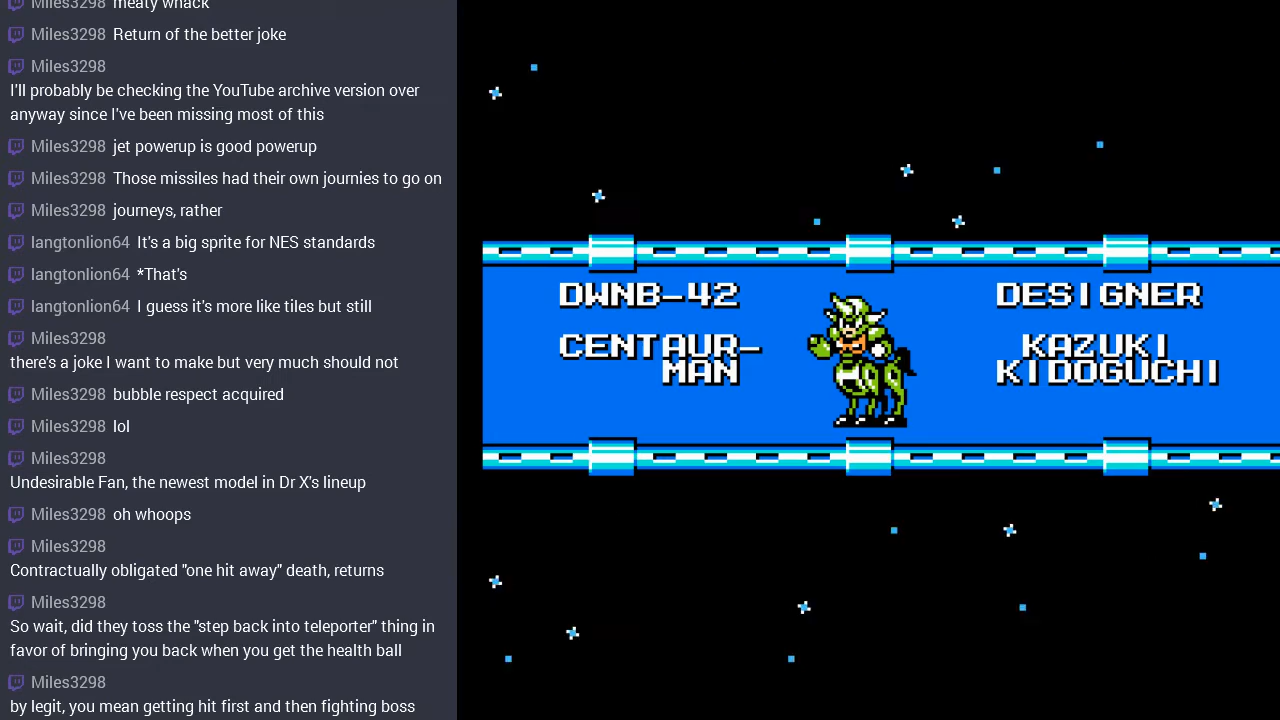 Miles3298 meaty whack
Miles3298 Return of the better joke
Miles3298
I'll probably be checking the YouTube archive version over
anyway since I've been missing most of this
Miles3298 jet powerup is good powerup
Miles3298 Those missiles had their own journies to go on
Miles3298 journeys, rather
langtonlion64 It's a big sprite for NES standards
langtonlion64 *That's
langtonlion64 I guess it's more like tiles but still
Miles3298
there's a joke I want to make but very much should not
Miles3298 bubble respect acquired
Miles3298 lol
Miles3298
Undesirable Fan, the newest model in Dr X's lineup
Miles3298 oh whoops
Miles3298
Contractually obligated "one hit away" death, returns
Miles3298
So wait, did they toss the "step back into teleporter" thing in
favor of bringing you back when you get the health ball
Miles3298
by legit, you mean getting hit first and then fighting boss
DWNB-42
CENTAUR-
MAN
DESIGNER
KAZUKI
KIDOGUCHI